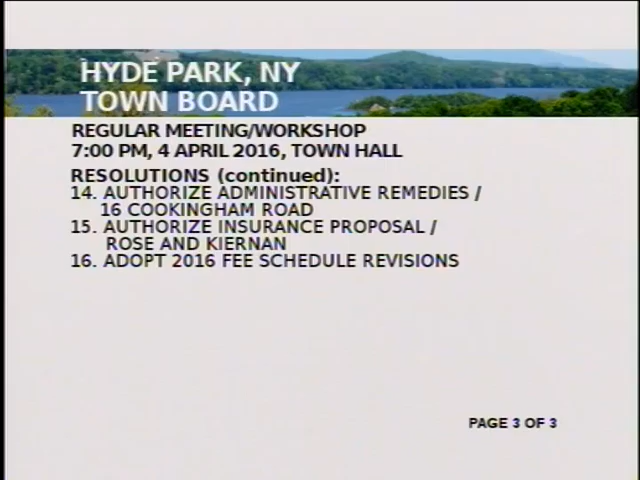 HYDE PARK, NY
TOWN BOARD
REGULAR MEETING/WORKSHOP
7:00 PM, 4 APRIL 2016, TOWN HALL
RESOLUTIONS (continued):
14. AUTHORIZE ADMINISTRATIVE REMEDIES /
16 COOKINGHAM ROAD
15. AUTHORIZE INSURANCE PROPOSAL /
ROSE AND KIERNAN
16. ADOPT 2016 FEE SCHEDULE REVISIONS
PAGE 3 OF 3